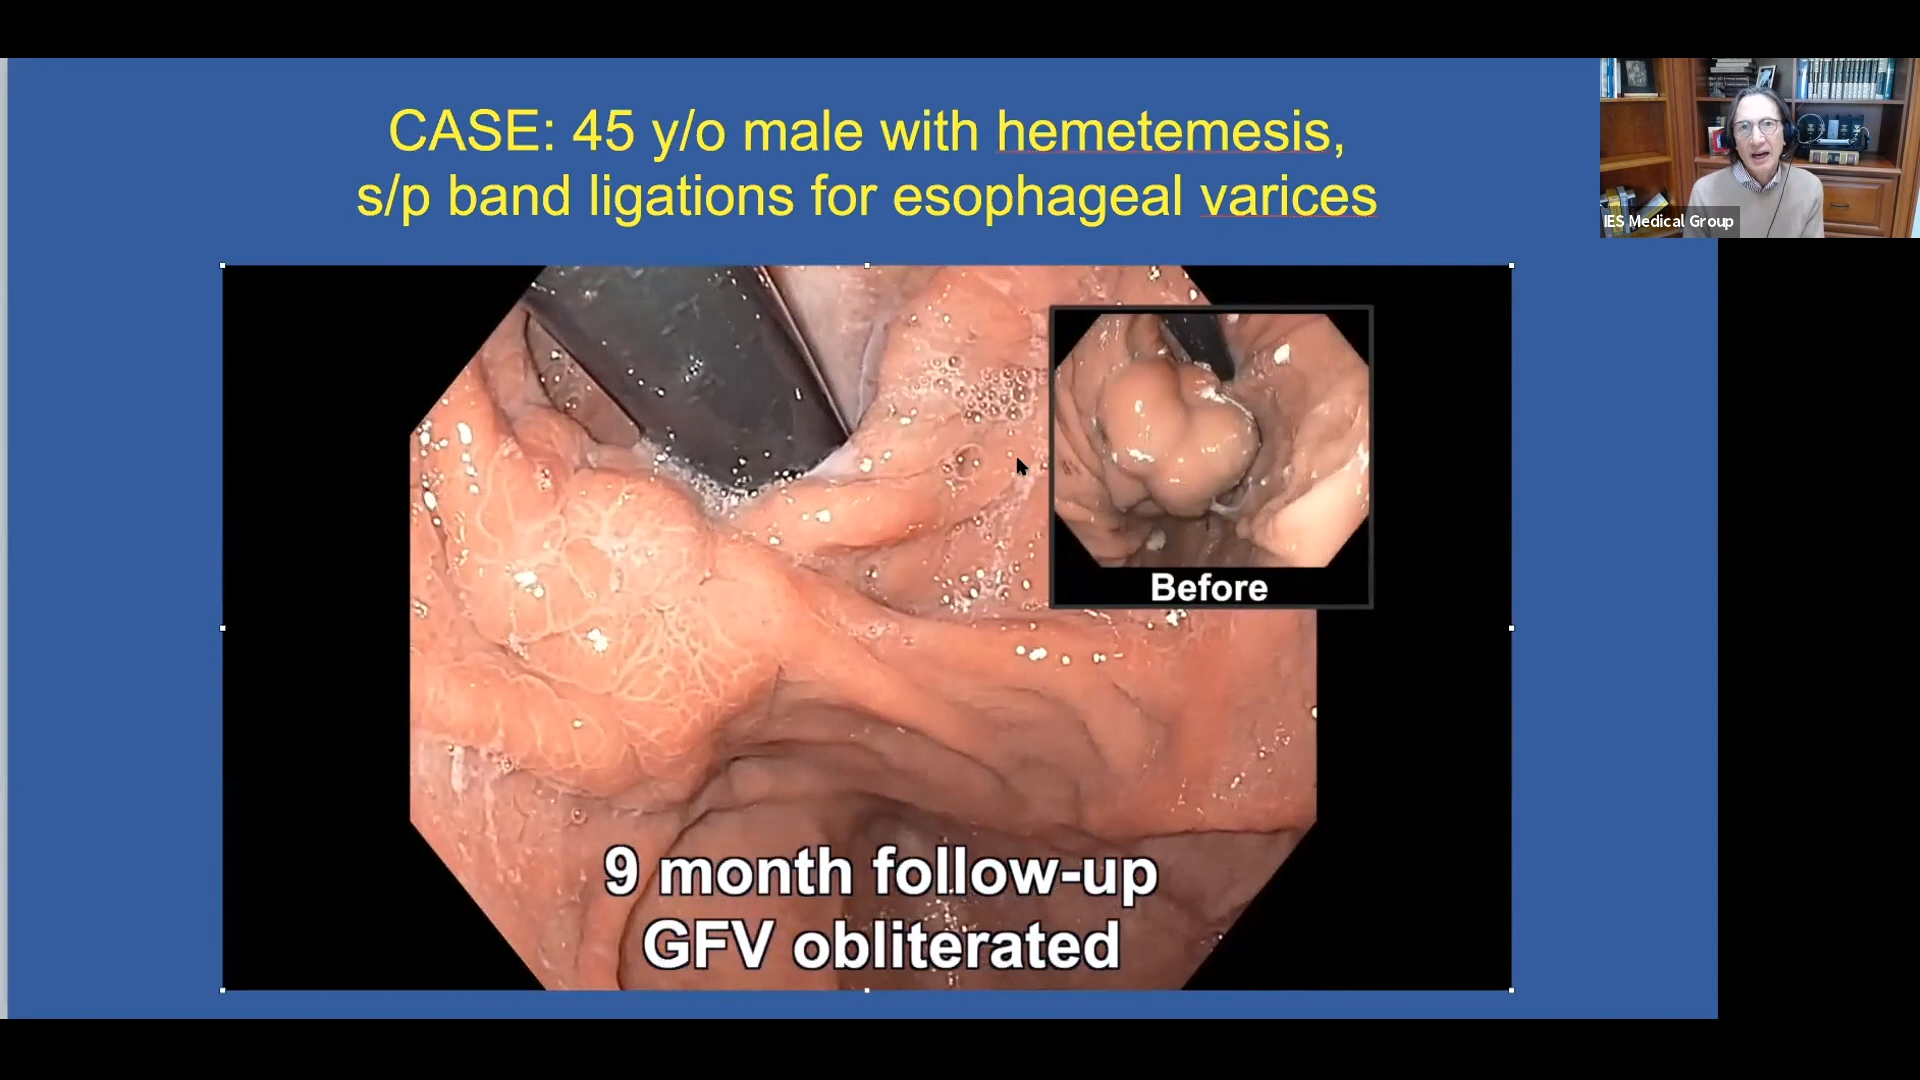 CASE: 45 y/o male with hemetemesis,
s/p band ligations for esophageal varices
IES Medical Group
Before
9 month follow-up
GFV obliterated